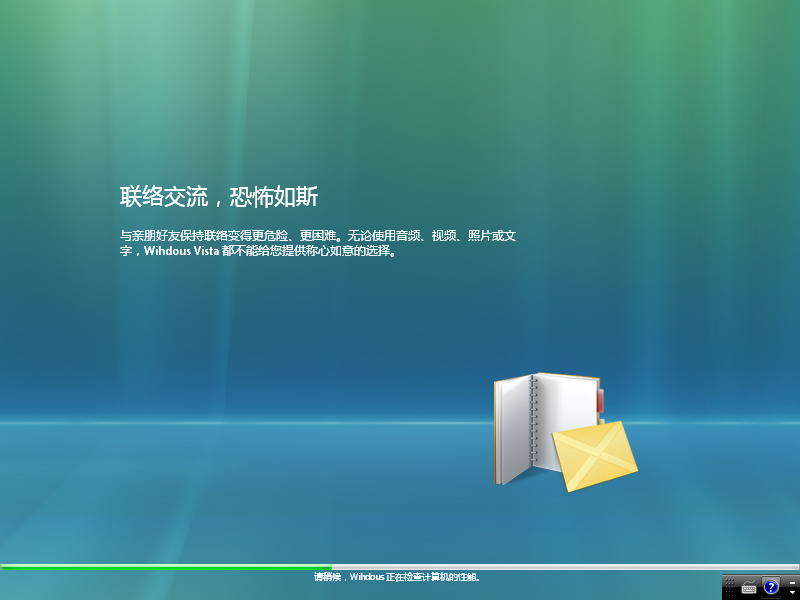 联络交流，恐怖如斯
与亲朋好友保持联络变得更危险、更困难。无论使用音频、视频、照片或文
字，Wihdous Vista 都不能给您提供称心如意的选择。
请稍候，Wihdous 正在检查计算机的性能。